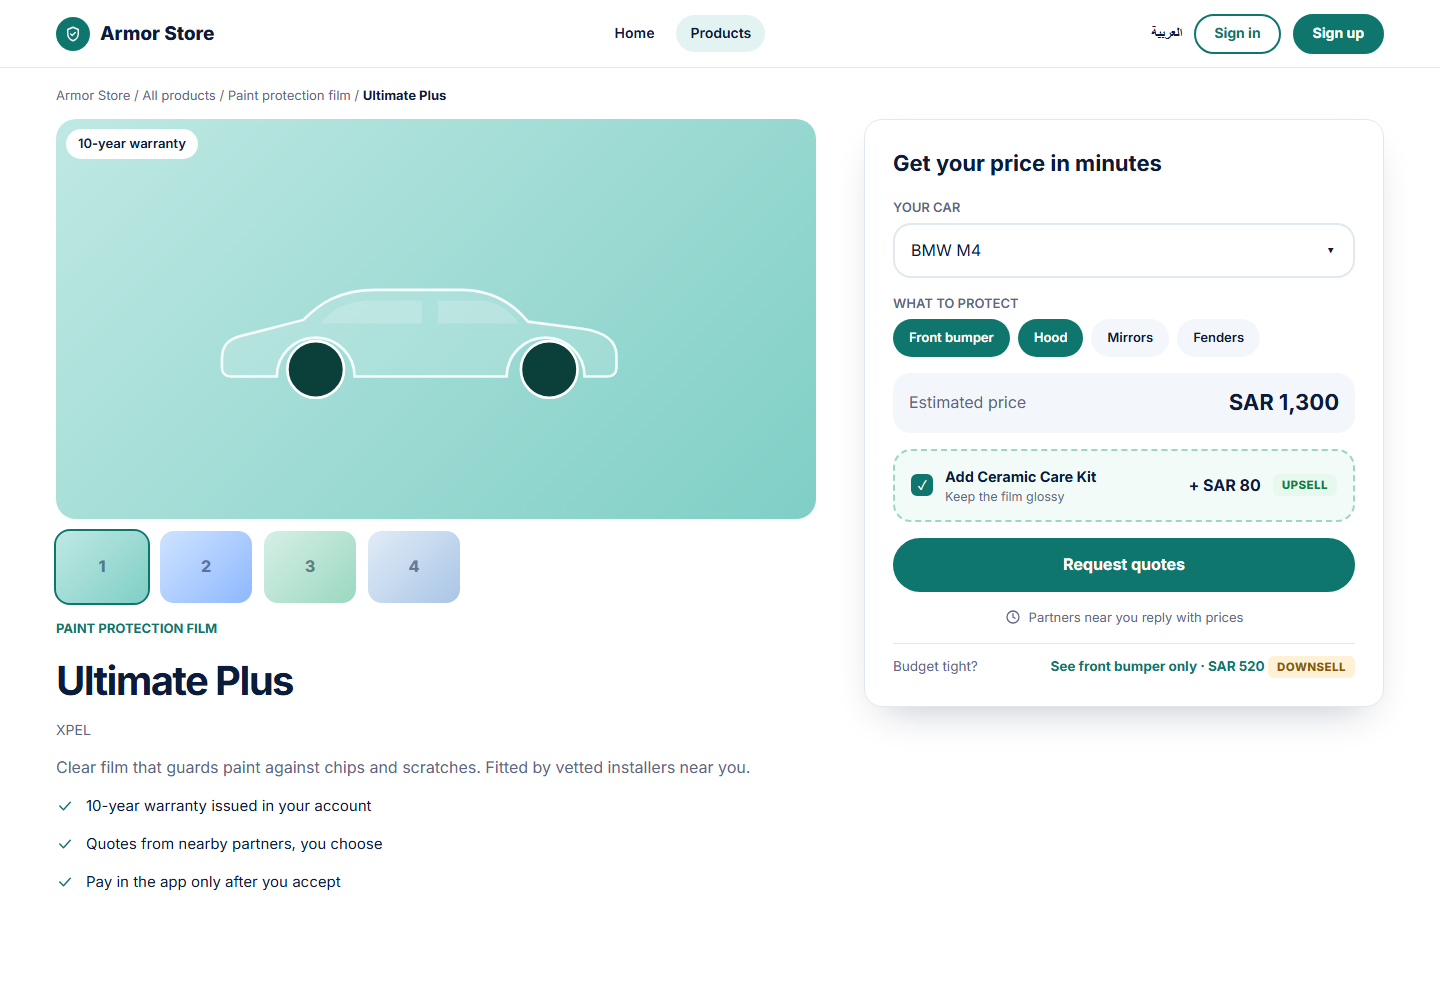 Armor Store
Home
Products
العربية
Sign in
Sign up
Armor Store / All products / Paint protection film / Ultimate Plus
10-year warranty
1
2
3
4
PAINT PROTECTION FILM
Ultimate Plus
XPEL
Clear film that guards paint against chips and scratches. Fitted by vetted installers near you.
10-year warranty issued in your account
Quotes from nearby partners, you choose
Pay in the app only after you accept
Get your price in minutes
YOUR CAR
BMW M4
WHAT TO PROTECT
Front bumper
Hood
Mirrors
Fenders
Estimated price
SAR 1,300
Add Ceramic Care Kit
Keep the film glossy
+ SAR 80
UPSELL
Request quotes
Partners near you reply with prices
Budget tight?
See front bumper only · SAR 520
DOWNSELL